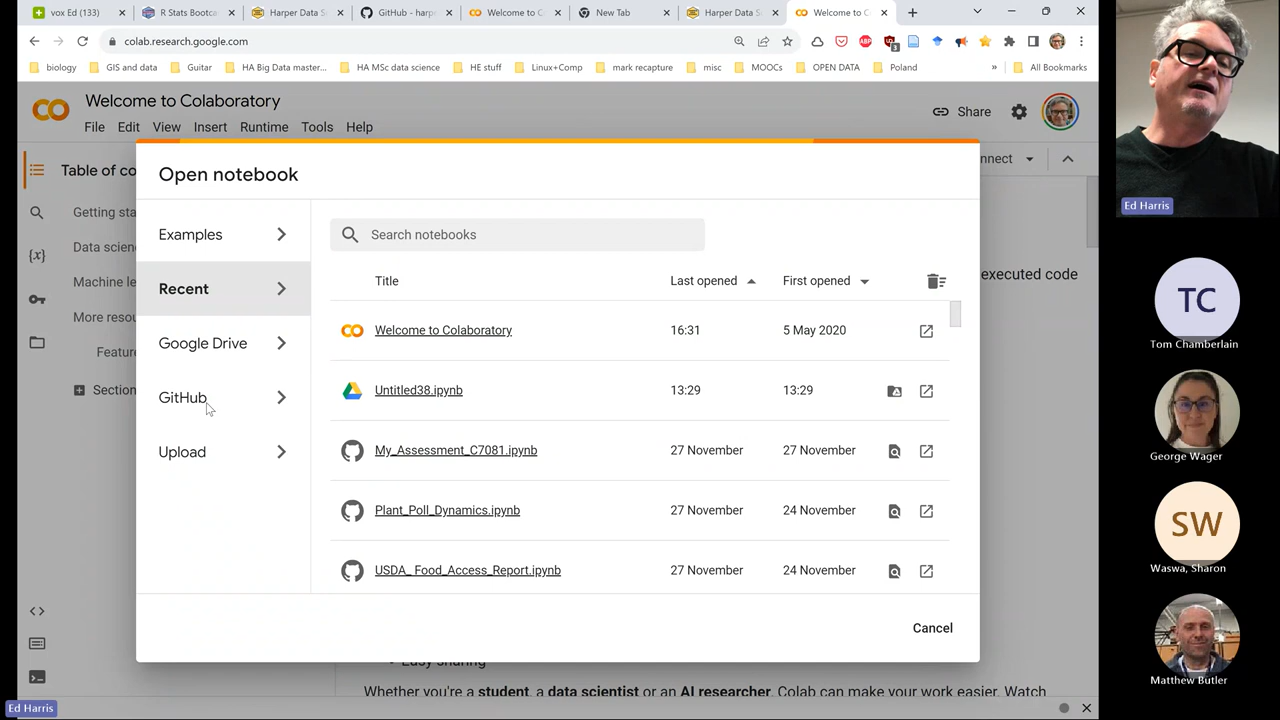 vox Ed (133)
R Stats Bootca
Harper Data S
GitHub - harp
Welcome to C
New Tab
Harper Data S
Welcome to C
colab.research.google.com
biology
GIS and data
Guitar
HA Big Data master...
HA MSc data science
HE stuff
Linux+Comp
mark recapture
misc
MOOCs
OPEN DATA
Poland
»
All Bookmarks
Welcome to Colaboratory
File Edit View Insert Runtime Tools Help
Share
Table of co
nnect
Getting sta
Data scien
Machine le
More resou
Feature
Section
executed code
Open notebook
Examples
Recent
Google Drive
GitHub
Upload
Search notebooks
Title Last opened First opened
Welcome to Colaboratory 16:31 5 May 2020
Untitled38.ipynb 13:29 13:29
My_Assessment_C7081.ipynb 27 November 27 November
Plant_Poll_Dynamics.ipynb 27 November 24 November
USDA_ Food_Access_Report.ipynb 27 November 24 November
Cancel
Easy sharing
Whether you're a student, a data scientist or an AI researcher, Colab can make your work easier. Watch
Ed Harris
Ed Harris
TC
Tom Chamberlain
George Wager
SW
Waswa, Sharon
Matthew Butler